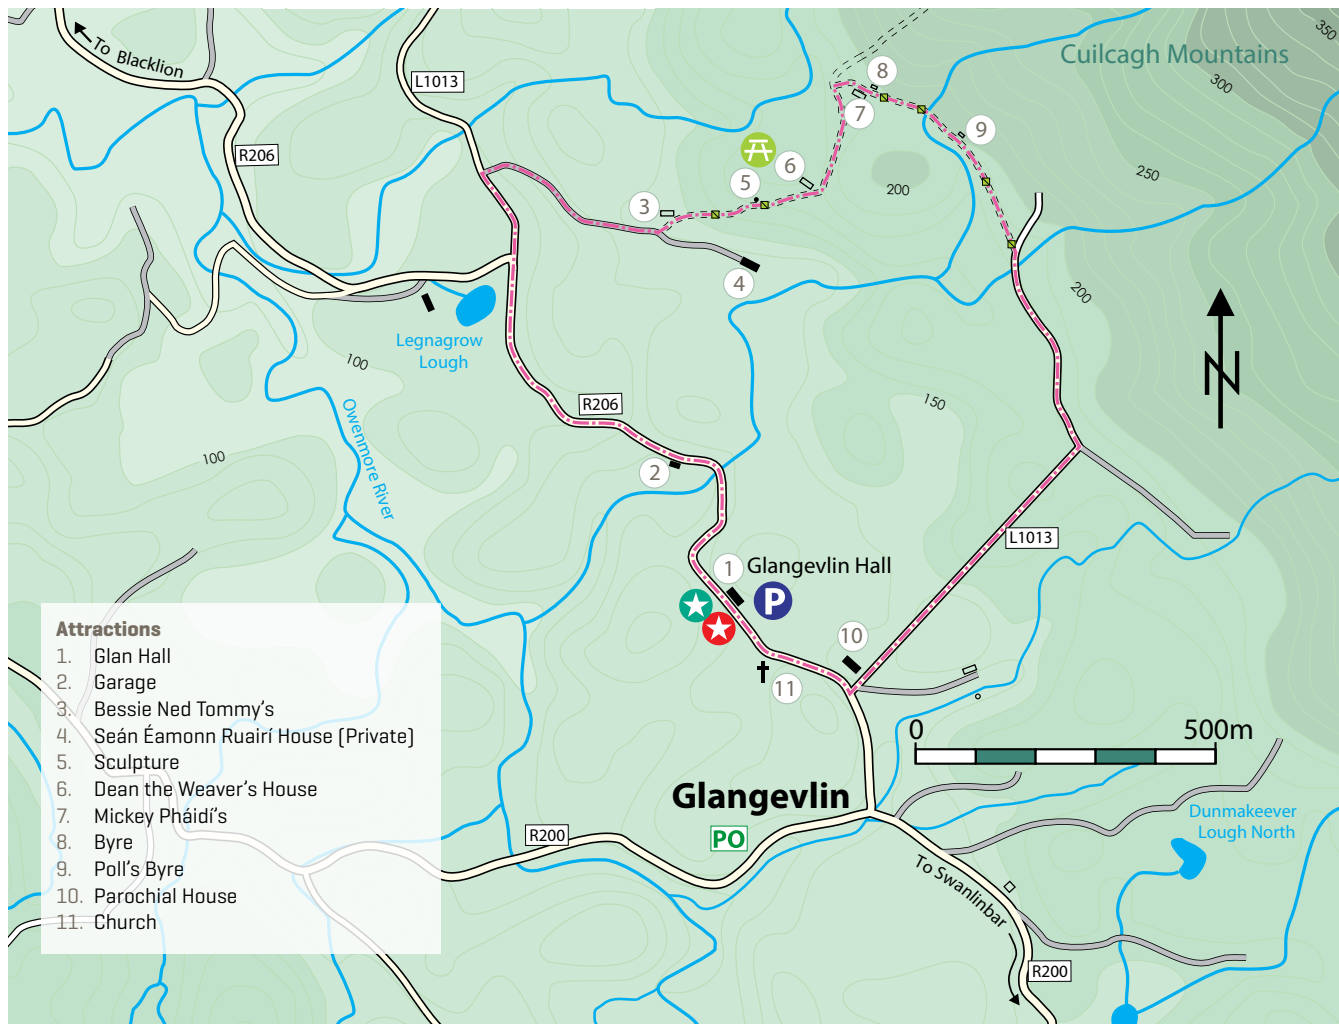 To Blacklion
L1013
Cuilcagh Mountains
350
300
R206
8
7
9
6
5
250
200
3
4
200
Legnagrow
Lough
100
Owenmore River
150
R206
100
2
L1013
1
Glangevlin Hall
P
10
11
Attractions
1. Glan Hall
2. Garage
3. Bessie Ned Tommy's
4. Seán Éamonn Ruairí House (Private)
5. Sculpture
6. Dean the Weaver's House
7. Mickey Pháidí's
8. Byre
9. Poll's Byre
10. Parochial House
11. Church
0 500m
Glangevlin
PO
R200
Dunmakeever
Lough North
To Swanlinbar
R200
N